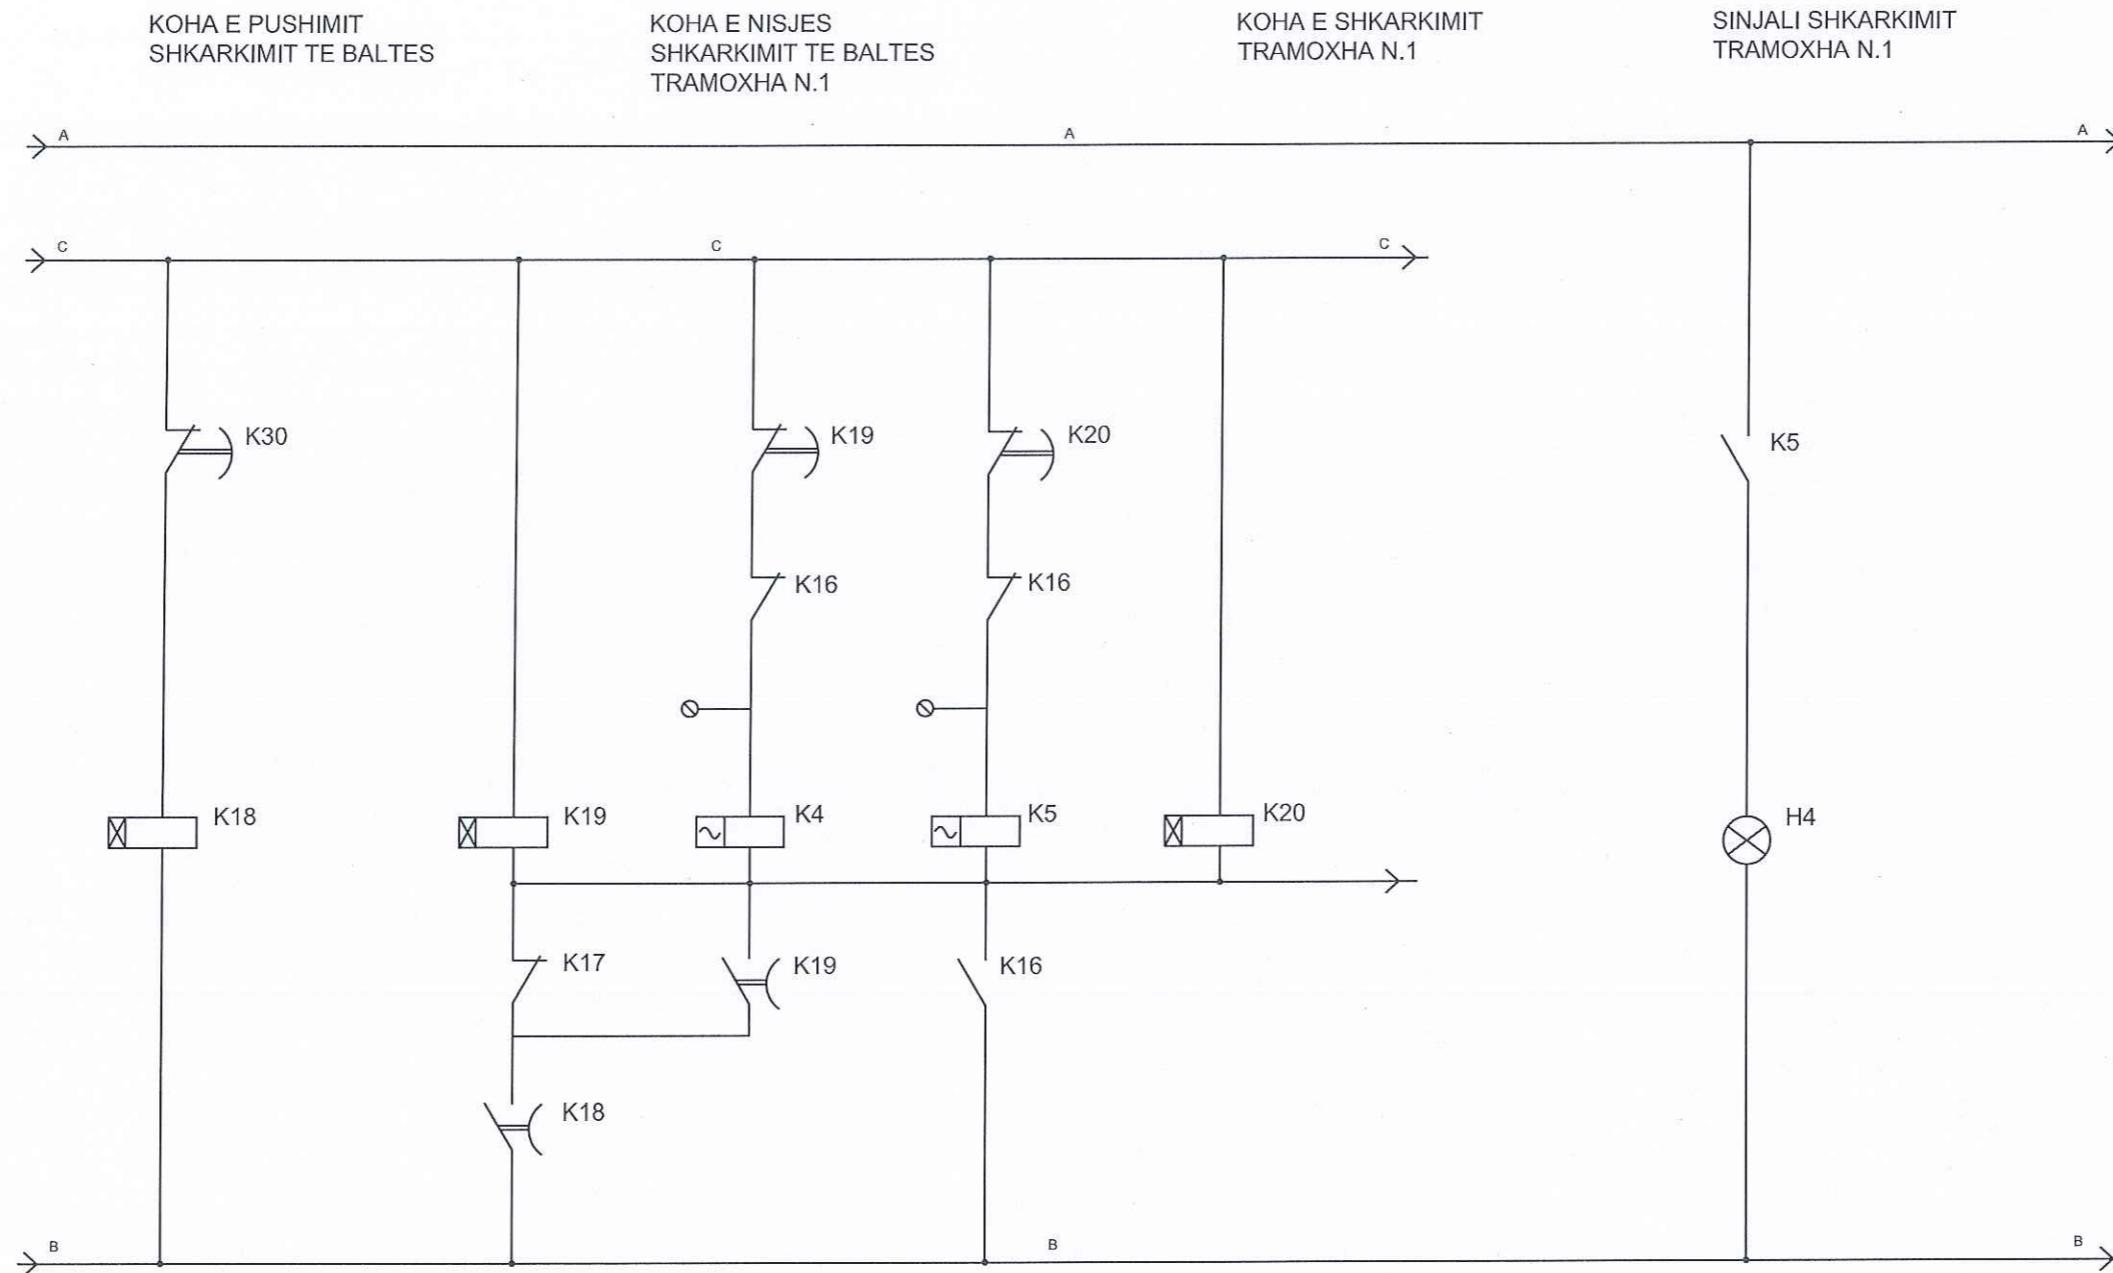 KOHA E PUSHIMIT
SHKARKIMIT TE BALTES
KOHA E NISJES
SHKARKIMIT TE BALTES
TRAMOXHA N.1
KOHA E SHKARKIMIT
TRAMOXHA N.1
SINJALI SHKARKIMIT
TRAMOXHA N.1
A
A
A
C
C
C
K30
K19
K20
K5
K16
K16
K18
K19
K4
K5
K20
H4
K17
K19
K16
K18
B
B
B